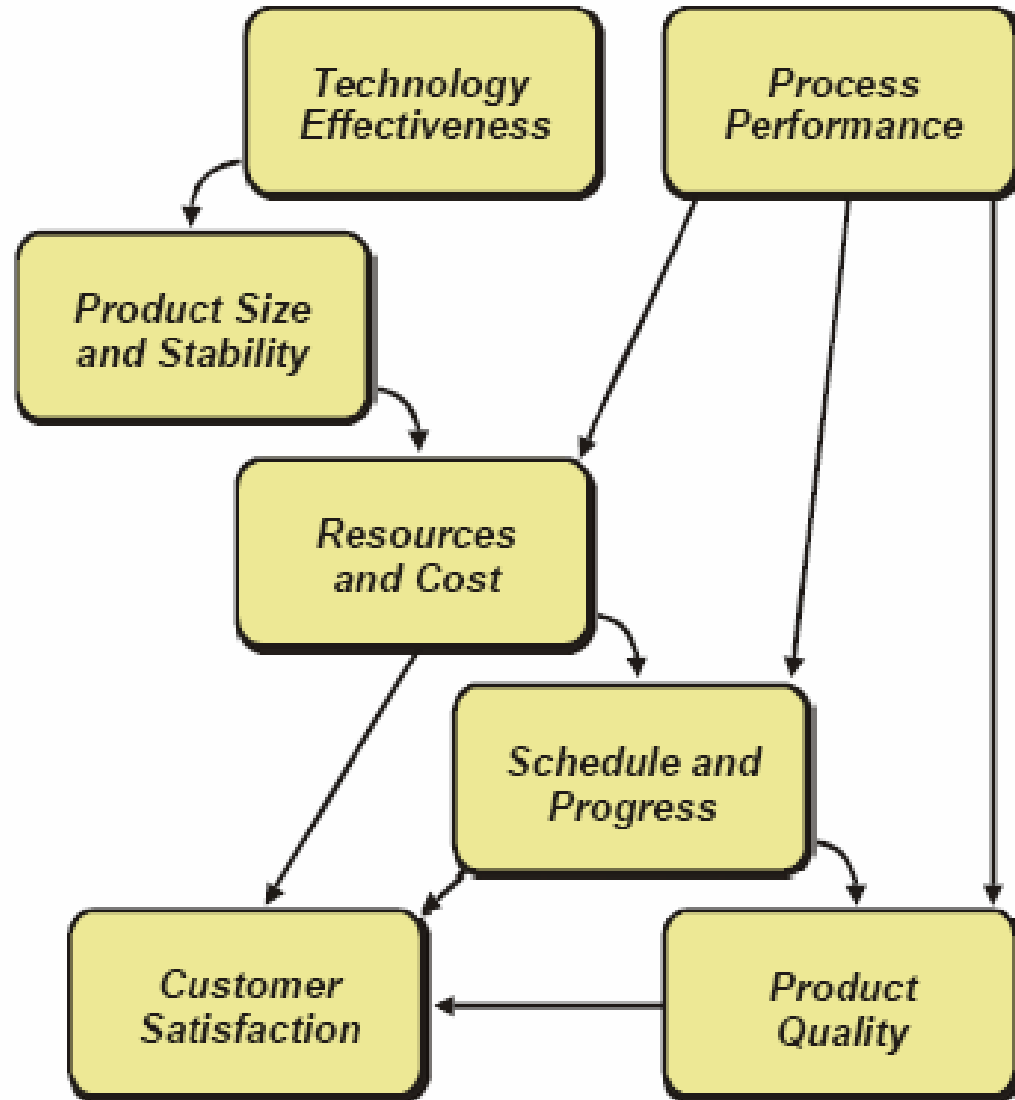 Technology
Effectiveness
Process
Performance
Product Size
and Stability
Resources
and Cost
Schedule and
Progress
Customer
Satisfaction
Product
Quality